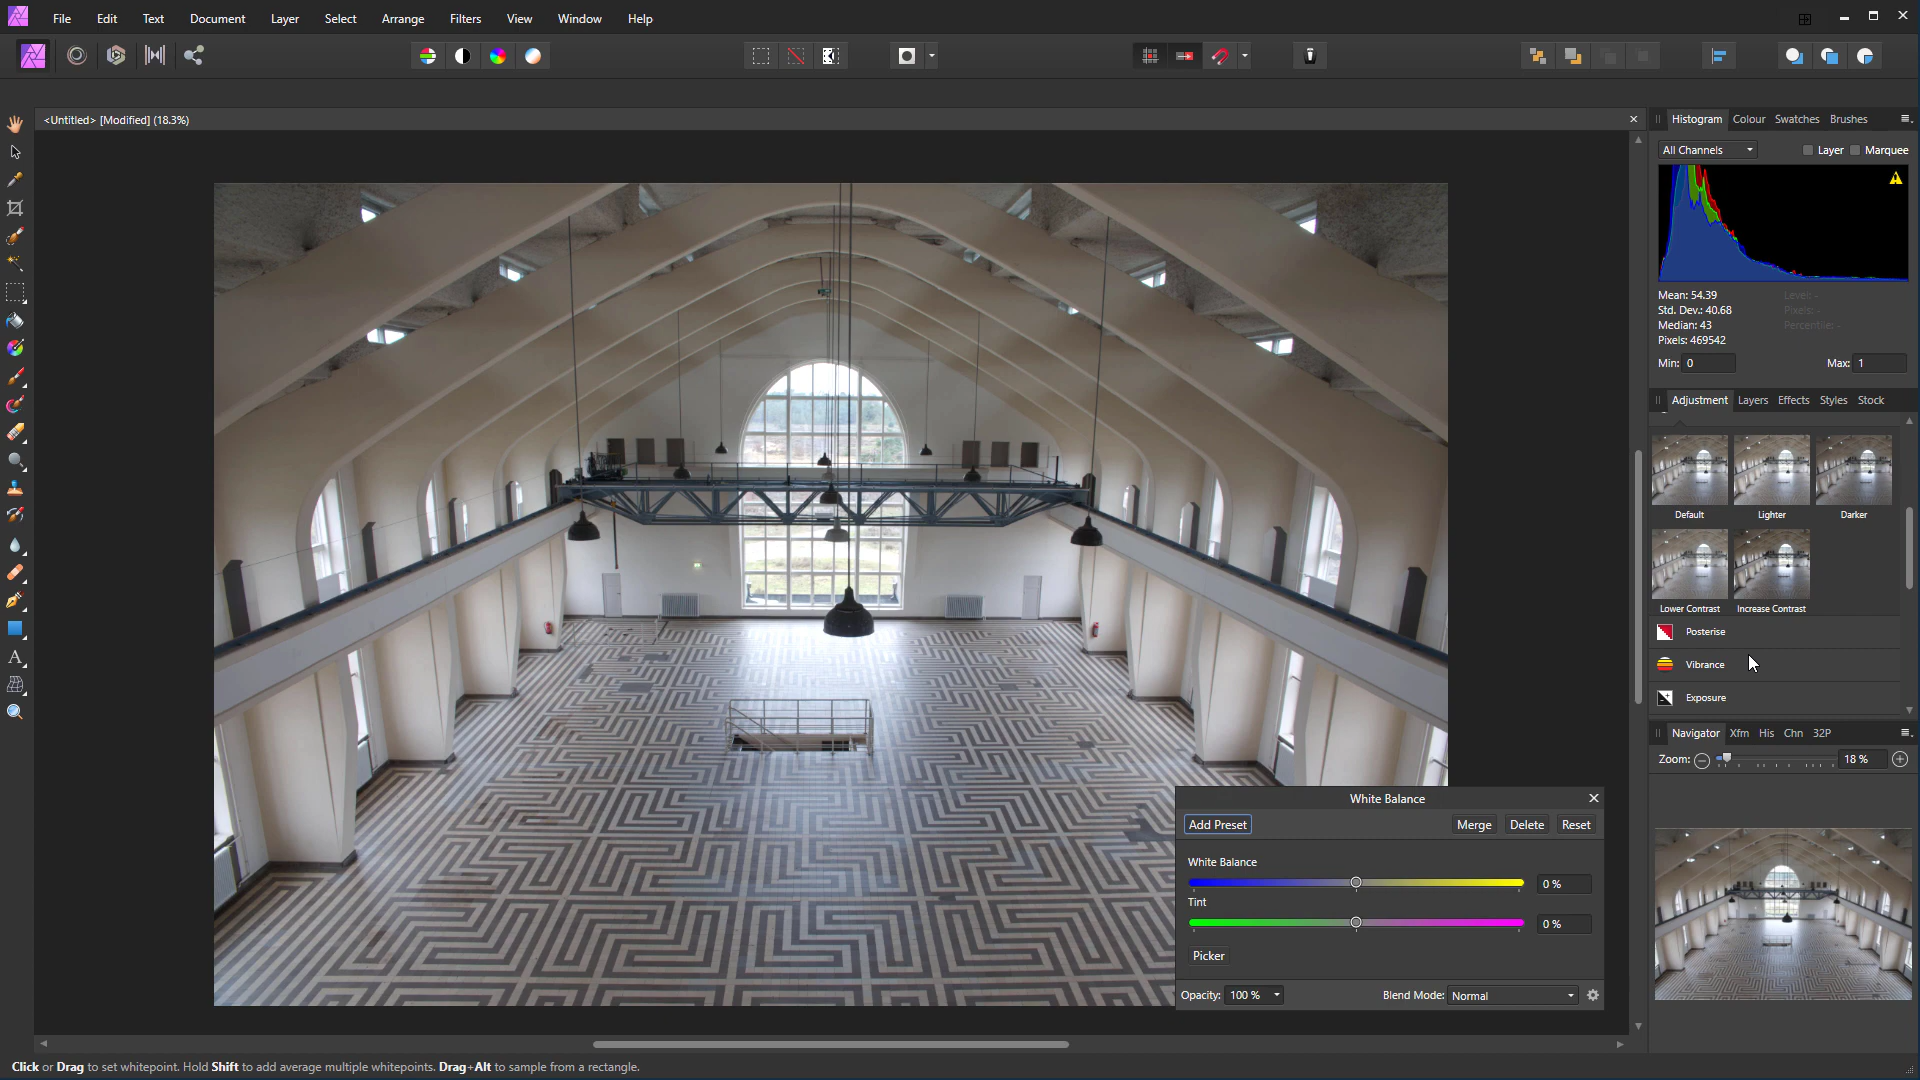 File Edit Text Document Layer Select Arrange Filters View Window Help
<Untitled> [Modified] (18.3%)
Histogram Colour Swatches Brushes
All Channels Layer Marquee
Mean: 54.39 Level: -
Std. Dev.: 40.68 Pixels: -
Median: 43 Percentile: -
Pixels: 469542
Min: 0 Max: 1
Adjustment Layers Effects Styles Stock
Default Lighter Darker
Lower Contrast Increase Contrast
Posterise
Vibrance
Exposure
Navigator Xfm His Chn 32P
Zoom: 18 %
White Balance
Add Preset Merge Delete Reset
White Balance
0 %
Tint
0 %
Picker
Opacity: 100 % Blend Mode: Normal
Click or Drag to set whitepoint. Hold Shift to add average multiple whitepoints. Drag+Alt to sample from a rectangle.